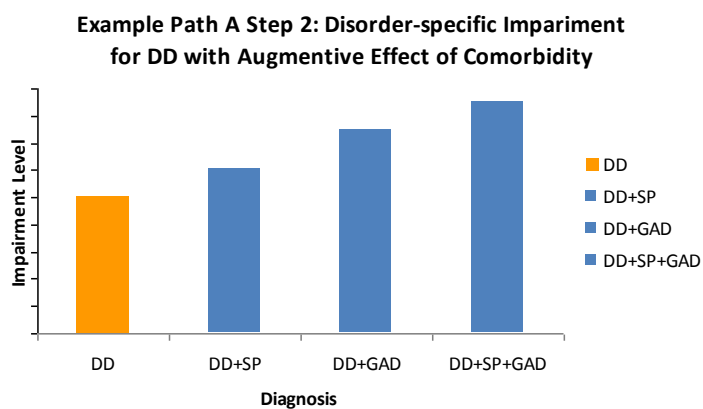 Example Path A Step 2: Disorder-specific Impariment
for DD with Augmentive Effect of Comorbidity
Impairment Level
DD
DD+SP
DD+GAD
DD+SP+GAD
DD
DD+SP
DD+GAD
DD+SP+GAD
Diagnosis